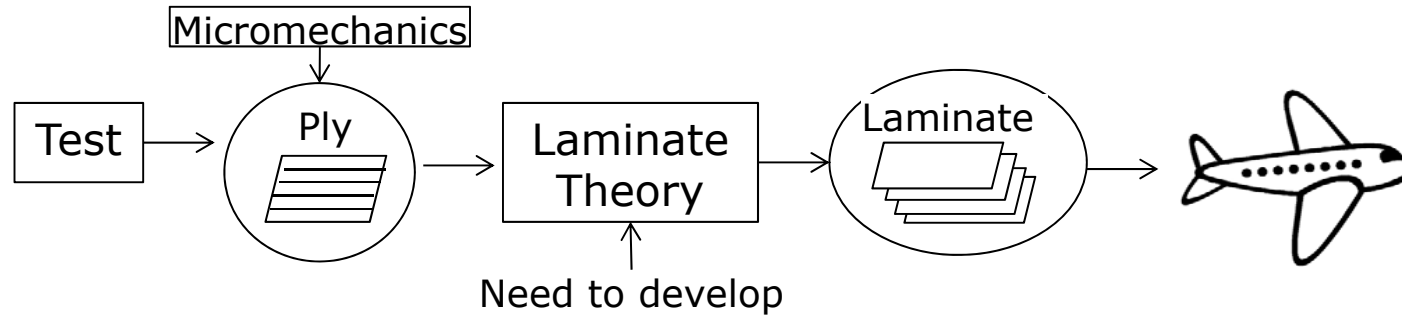 Micromechanics
Test
Ply
Laminate
Theory
Laminate
Need to develop